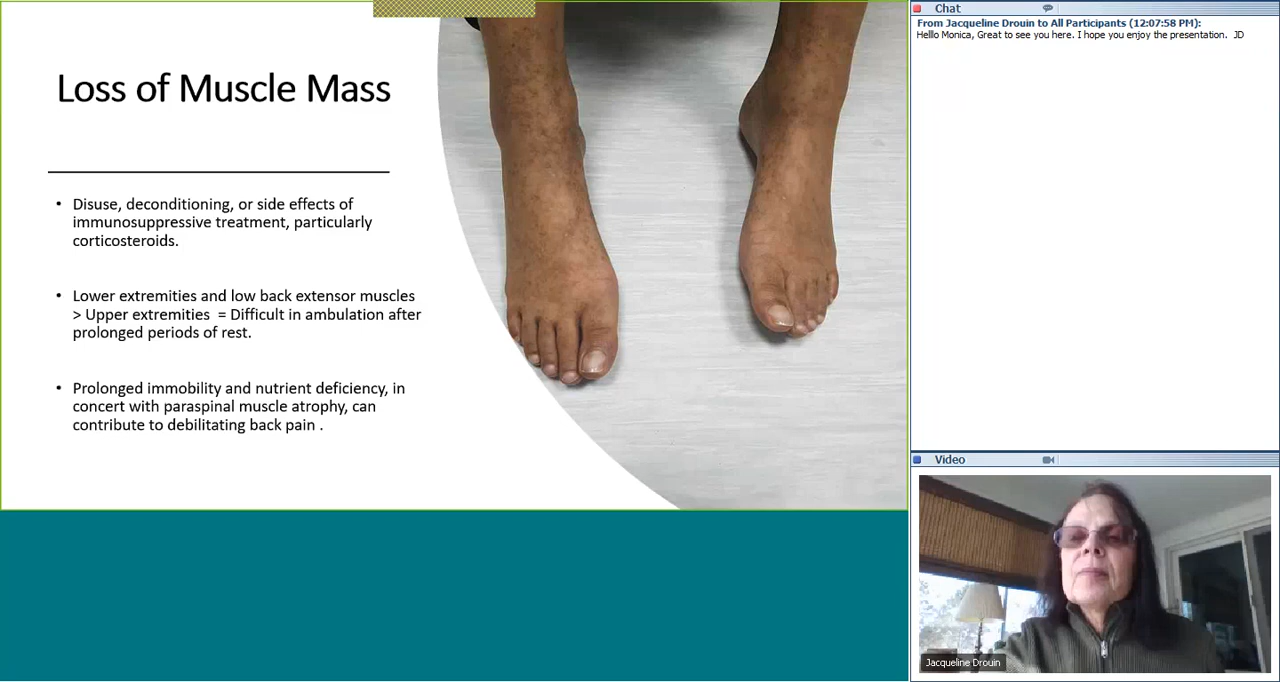 Loss of Muscle Mass
• Disuse, deconditioning, or side effects of
immunosuppressive treatment, particularly
corticosteroids.
• Lower extremities and low back extensor muscles
> Upper extremities = Difficult in ambulation after
prolonged periods of rest.
• Prolonged immobility and nutrient deficiency, in
concert with paraspinal muscle atrophy, can
contribute to debilitating back pain .
Chat
From Jacqueline Drouin to All Participants (12:07:58 PM):
Helllo Monica, Great to see you here. I hope you enjoy the presentation. JD
Video
Jacqueline Drouin